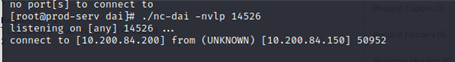 no port[s] to connect to
[root@prod-serv dai]# ./nc-dai -nvlp 14526
listening on [any] 14526 ...
connect to [10.200.84.200] from (UNKNOWN) [10.200.84.150] 50952